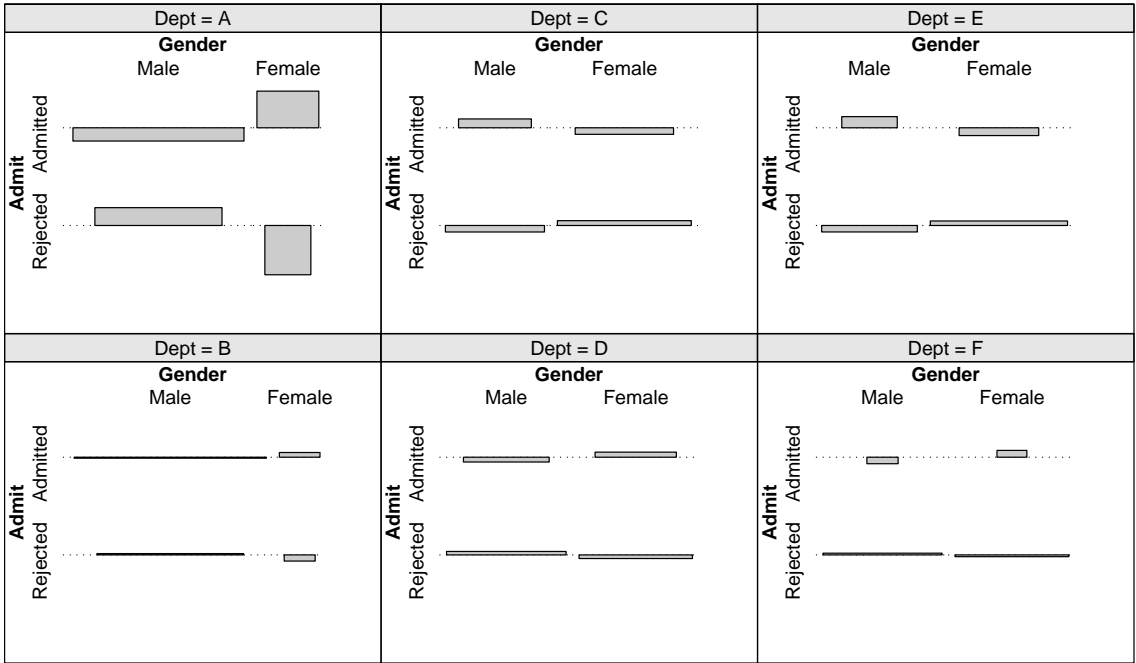 Dept = A
Gender
Male Female
Admit
Admitted
Rejected
Dept = C
Gender
Male Female
Admit
Admitted
Rejected
Dept = E
Gender
Male Female
Admit
Admitted
Rejected
Dept = B
Gender
Male Female
Admit
Admitted
Rejected
Dept = D
Gender
Male Female
Admit
Admitted
Rejected
Dept = F
Gender
Male Female
Admit
Admitted
Rejected